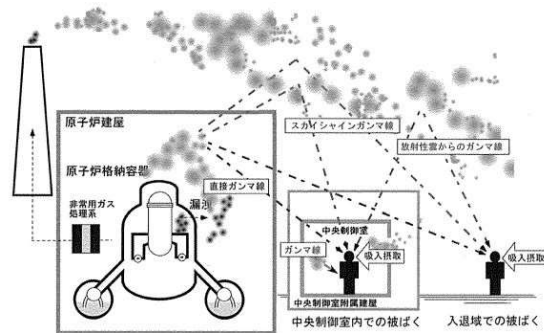 原子炉建屋
スカイシャインガンマ線
放射性雲からのガンマ線
原子炉格納容器
直接ガンマ線
漏洩
非常用ガス
処理系
中央制御室
ガンマ線
吸入摂取
吸入摂取
中央制御室附属建屋
中央制御室内での被ばく
入退域での被ばく